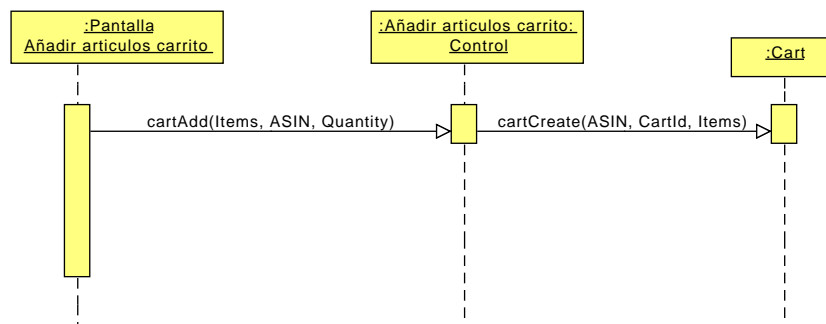 :Pantalla
Añadir articulos carrito
:Añadir articulos carrito:
Control
:Cart
cartAdd(Items, ASIN, Quantity)
cartCreate(ASIN, CartId, Items)